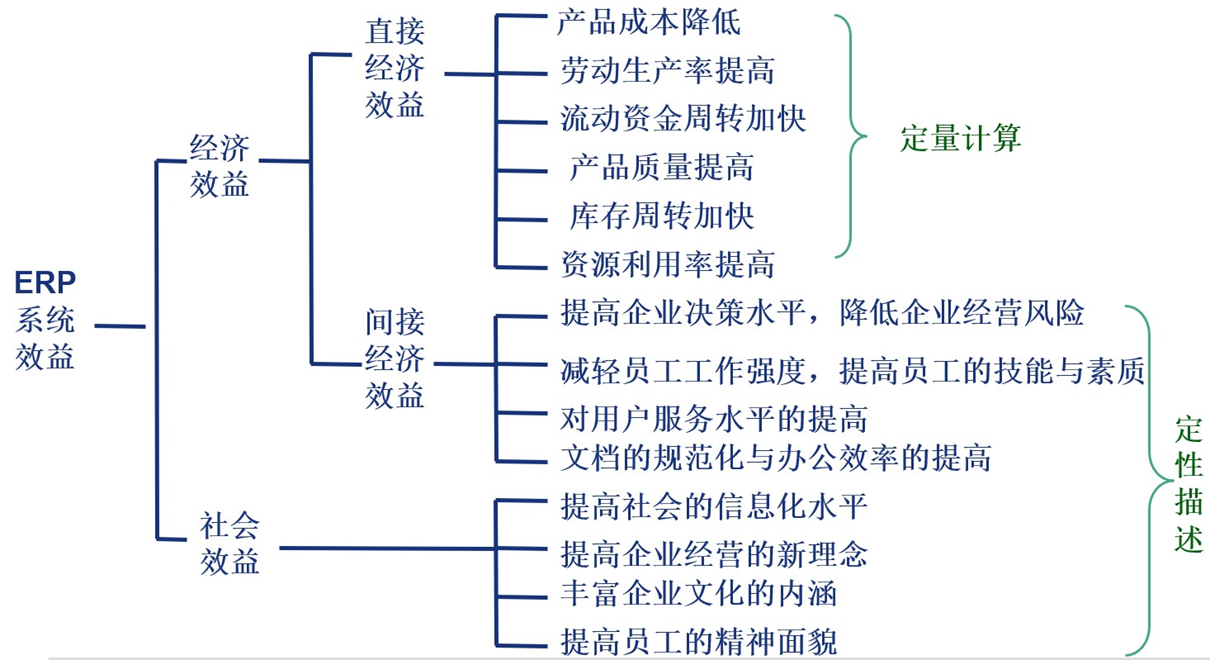 ERP
系统
效益
经济
效益
直接
经济
效益
产品成本降低
劳动生产率提高
流动资金周转加快
产品质量提高
库存周转加快
资源利用率提高
定量计算
间接
经济
效益
提高企业决策水平，降低企业经营风险
减轻员工工作强度，提高员工的技能与素质
对用户服务水平的提高
文档的规范化与办公效率的提高
社会
效益
提高社会的信息化水平
提高企业经营的新理念
丰富企业文化的内涵
提高员工的精神面貌
定
性
描
述